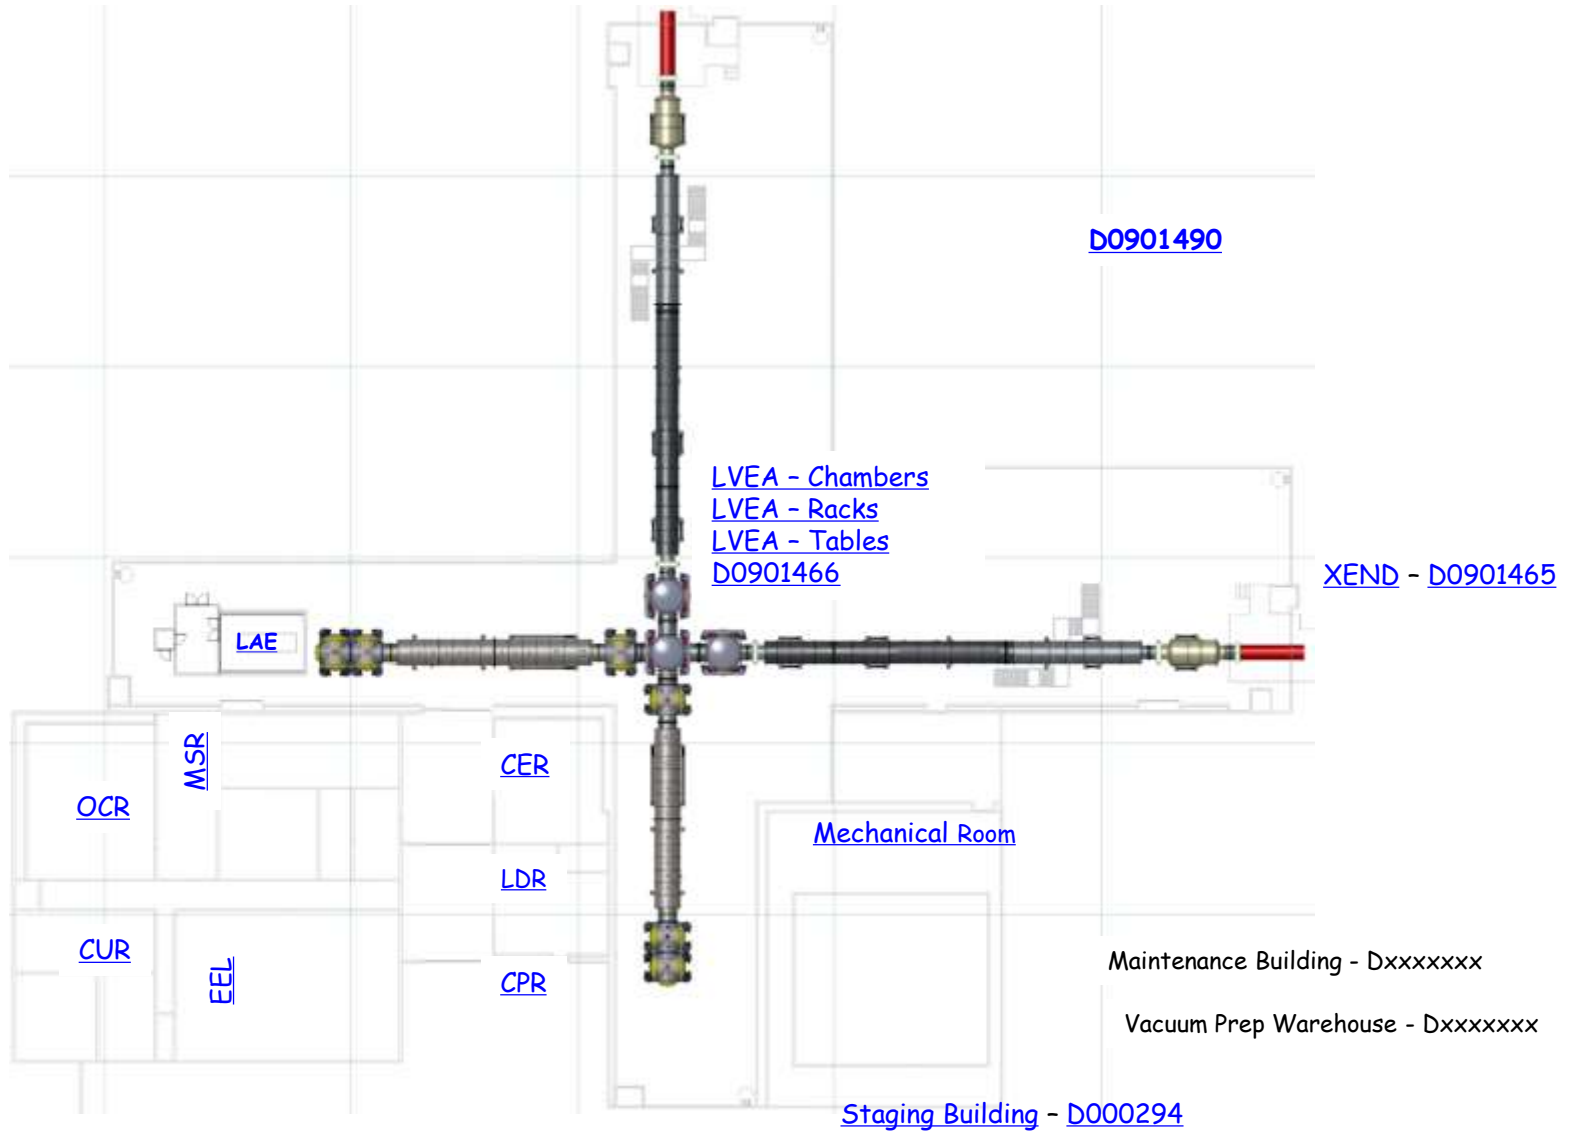 D0901490
LVEA – Chambers
LVEA – Racks
LVEA – Tables
D0901466
XEND – D0901465
LAE
MSR
CER
OCR
Mechanical Room
LDR
CUR
EEL
CPR
Maintenance Building - Dxxxxxxx
Vacuum Prep Warehouse - Dxxxxxxx
Staging Building – D000294